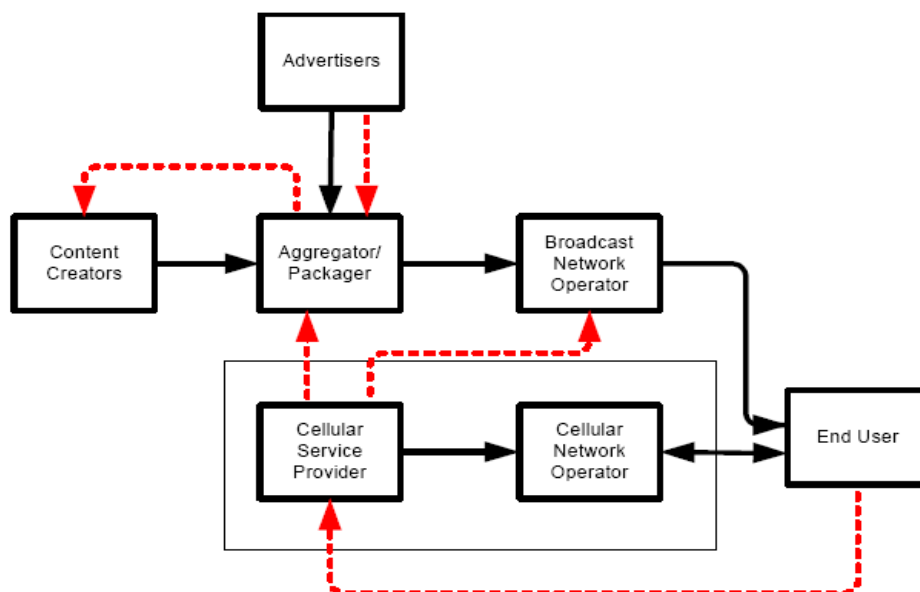 Advertisers
Content
Creators
Aggregator/
Packager
Broadcast
Network
Operator
Cellular
Service
Provider
Cellular
Network
Operator
End User